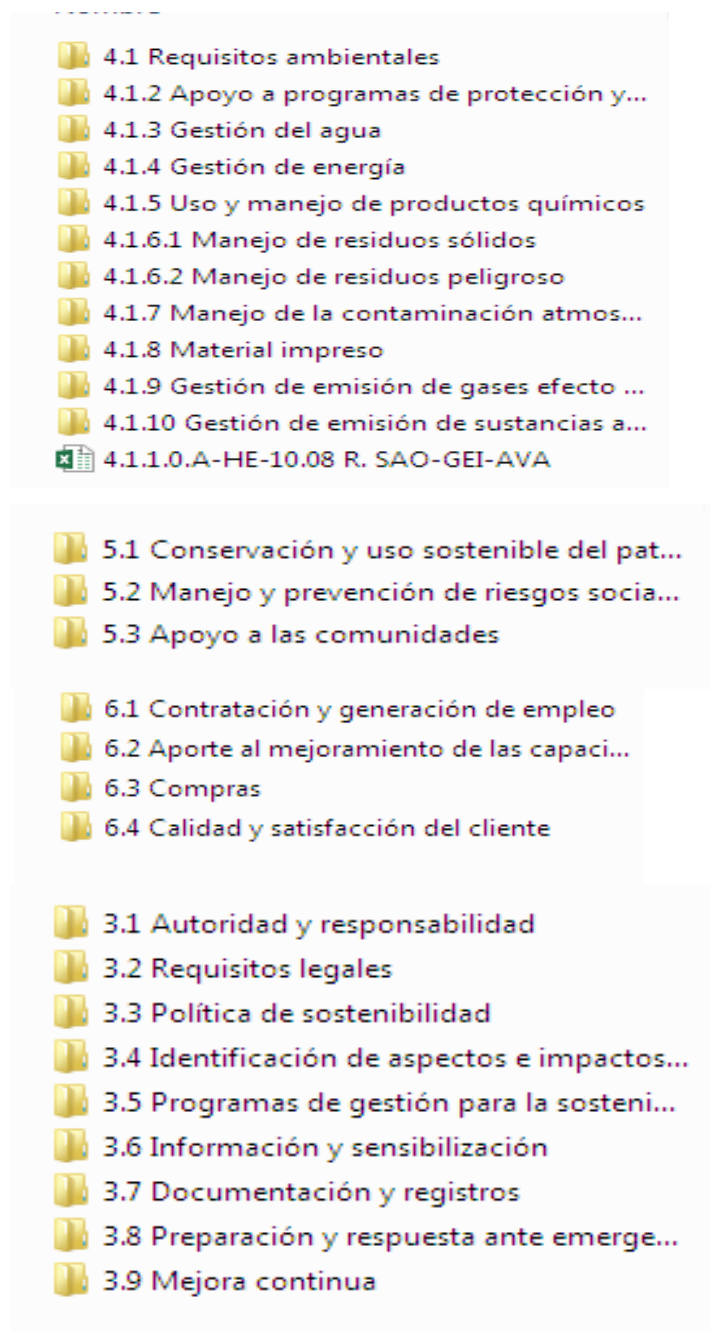 4.1 Requisitos ambientales
4.1.2 Apoyo a programas de protección y...
4.1.3 Gestión del agua
4.1.4 Gestión de energía
4.1.5 Uso y manejo de productos químicos
4.1.6.1 Manejo de residuos sólidos
4.1.6.2 Manejo de residuos peligroso
4.1.7 Manejo de la contaminación atmos...
4.1.8 Material impreso
4.1.9 Gestión de emisión de gases efecto ...
4.1.10 Gestión de emisión de sustancias a...
4.1.1.0.A-HE-10.08 R. SAO-GEI-AVA
5.1 Conservación y uso sostenible del pat...
5.2 Manejo y prevención de riesgos socia...
5.3 Apoyo a las comunidades
6.1 Contratación y generación de empleo
6.2 Aporte al mejoramiento de las capaci...
6.3 Compras
6.4 Calidad y satisfacción del cliente
3.1 Autoridad y responsabilidad
3.2 Requisitos legales
3.3 Política de sostenibilidad
3.4 Identificación de aspectos e impactos...
3.5 Programas de gestión para la sosteni...
3.6 Información y sensibilización
3.7 Documentación y registros
3.8 Preparación y respuesta ante emerge...
3.9 Mejora continua